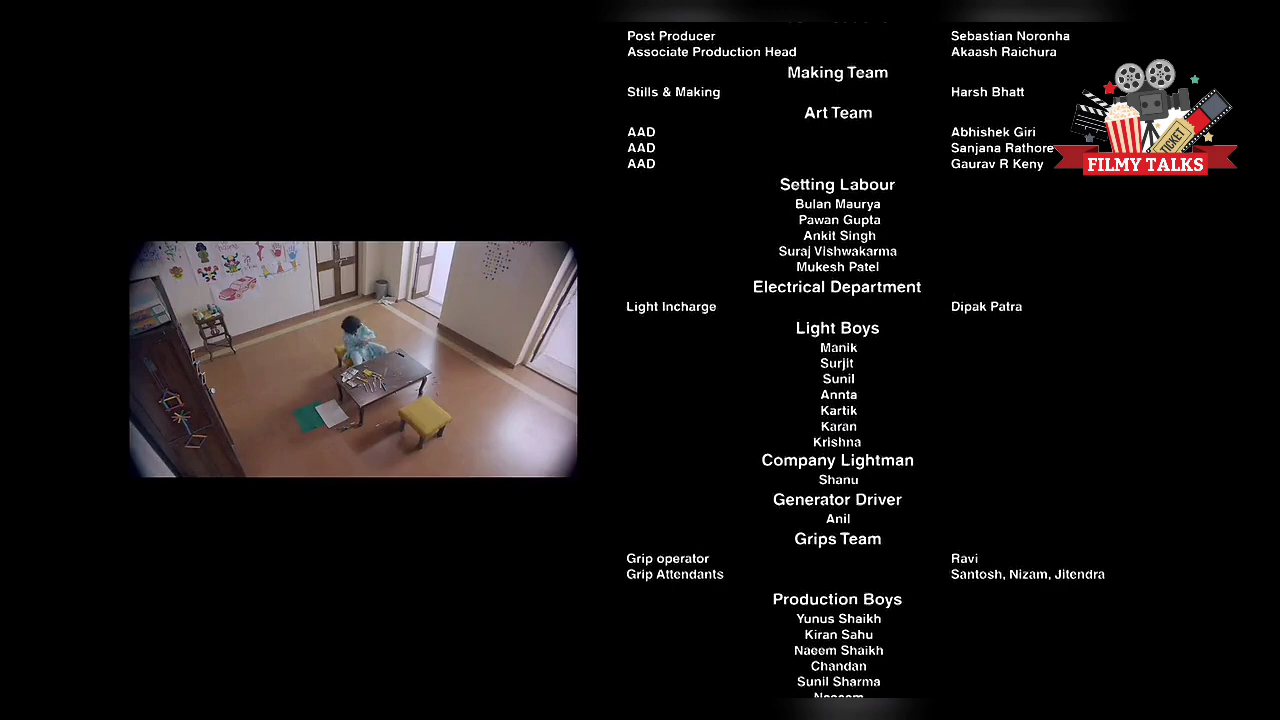 Post Producer Sebastian Noronha
Associate Production Head Akaash Raichura
Making Team
Stills & Making Harsh Bhatt
Art Team
AAD Abhishek Giri
AAD Sanjana Rathore
AAD Gaurav R Keny
TICKET
FILMY TALKS
Setting Labour
Bulan Maurya
Pawan Gupta
Ankit Singh
Suraj Vishwakarma
Mukesh Patel
Electrical Department
Light Incharge Dipak Patra
Light Boys
Manik
Surjit
Sunil
Annta
Kartik
Karan
Krishna
Company Lightman
Shanu
Generator Driver
Anil
Grips Team
Grip operator Ravi
Grip Attendants Santosh, Nizam, Jitendra
Production Boys
Yunus Shaikh
Kiran Sahu
Naeem Shaikh
Chandan
Sunil Sharma